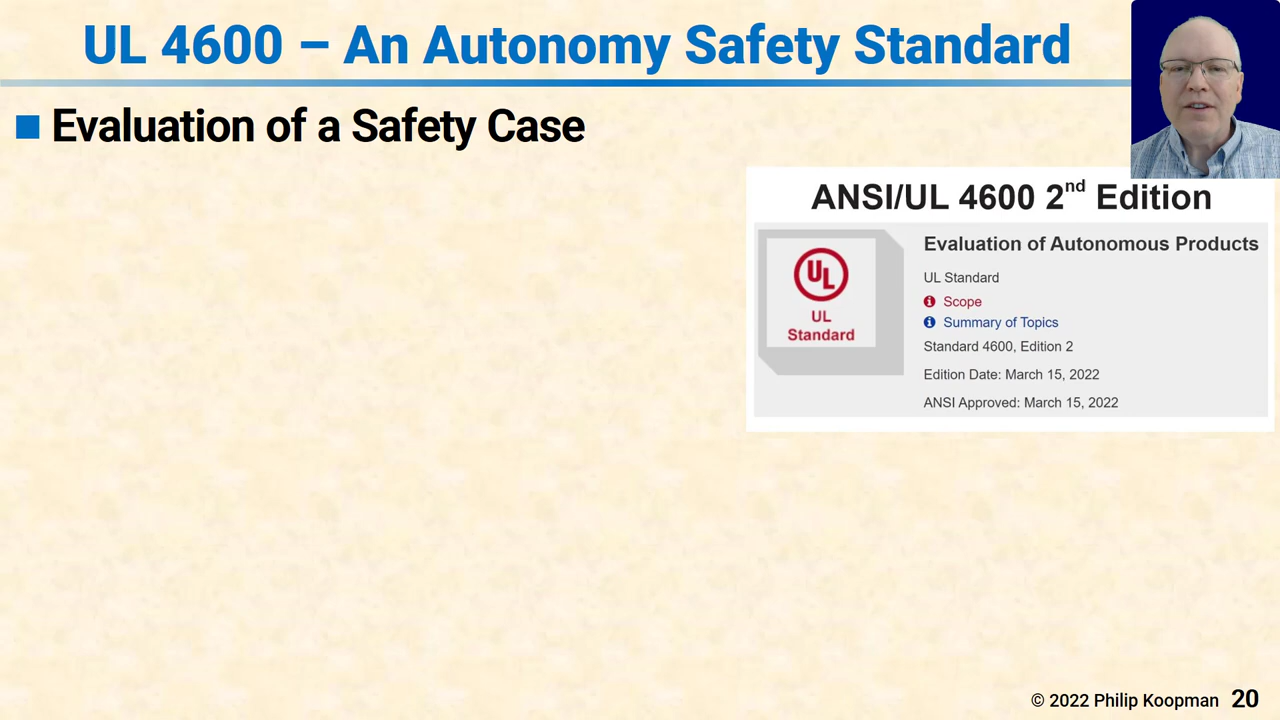 UL 4600 – An Autonomy Safety Standard
Evaluation of a Safety Case
ANSI/UL 4600 2nd Edition
Evaluation of Autonomous Products
UL Standard
Scope
Summary of Topics
Standard 4600, Edition 2
Edition Date: March 15, 2022
ANSI Approved: March 15, 2022
UL
UL
Standard
© 2022 Philip Koopman 20